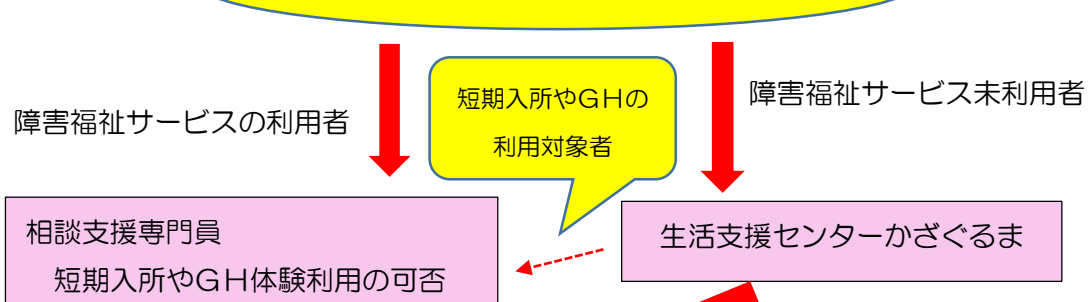 障害福祉サービスの利用者
短期入所やGHの
利用対象者
障害福祉サービス未利用者
相談支援専門員
短期入所やGH体験利用の可否
生活支援センターかざぐるま